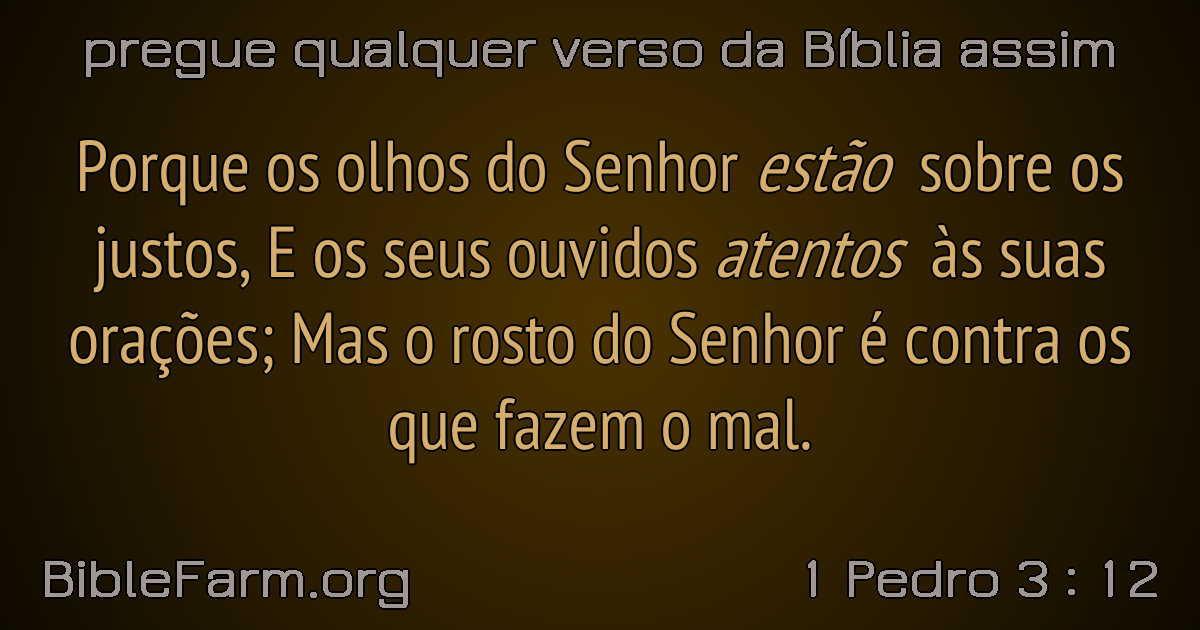 pregue qualquer verso da Bíblia assim
Porque os olhos do Senhor estão sobre os
justos, E os seus ouvidos atentos às suas
orações; Mas o rosto do Senhor é contra os
que fazem o mal.
BibleFarm.org
1 Pedro 3 : 12